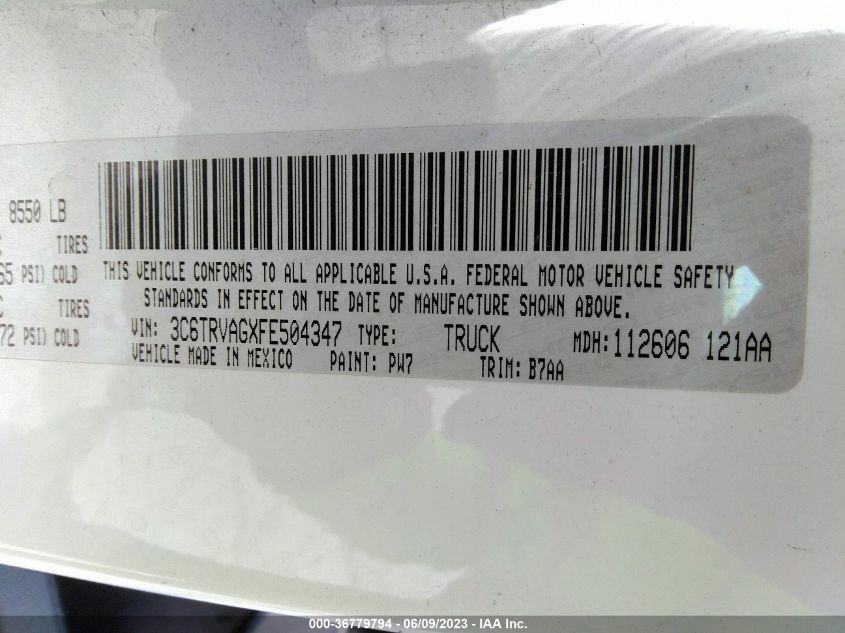 8550 LB
TIRES
65 PSI) COLD
TIRES
72 PSI) COLD
THIS VEHICLE CONFORMS TO ALL APPLICABLE U.S.A. FEDERAL MOTOR VEHICLE SAFETY
STANDARDS IN EFFECT ON THE DATE OF MANUFACTURE SHOWN ABOVE.
VIN: 3C6TRVAGXFE504347 TYPE: TRUCK MDH:112606 121AA
VEHICLE MADE IN MEXICO PAINT: PW7 TRIM: B7AA
000-36779794 - 06/09/2023 - IAA Inc.